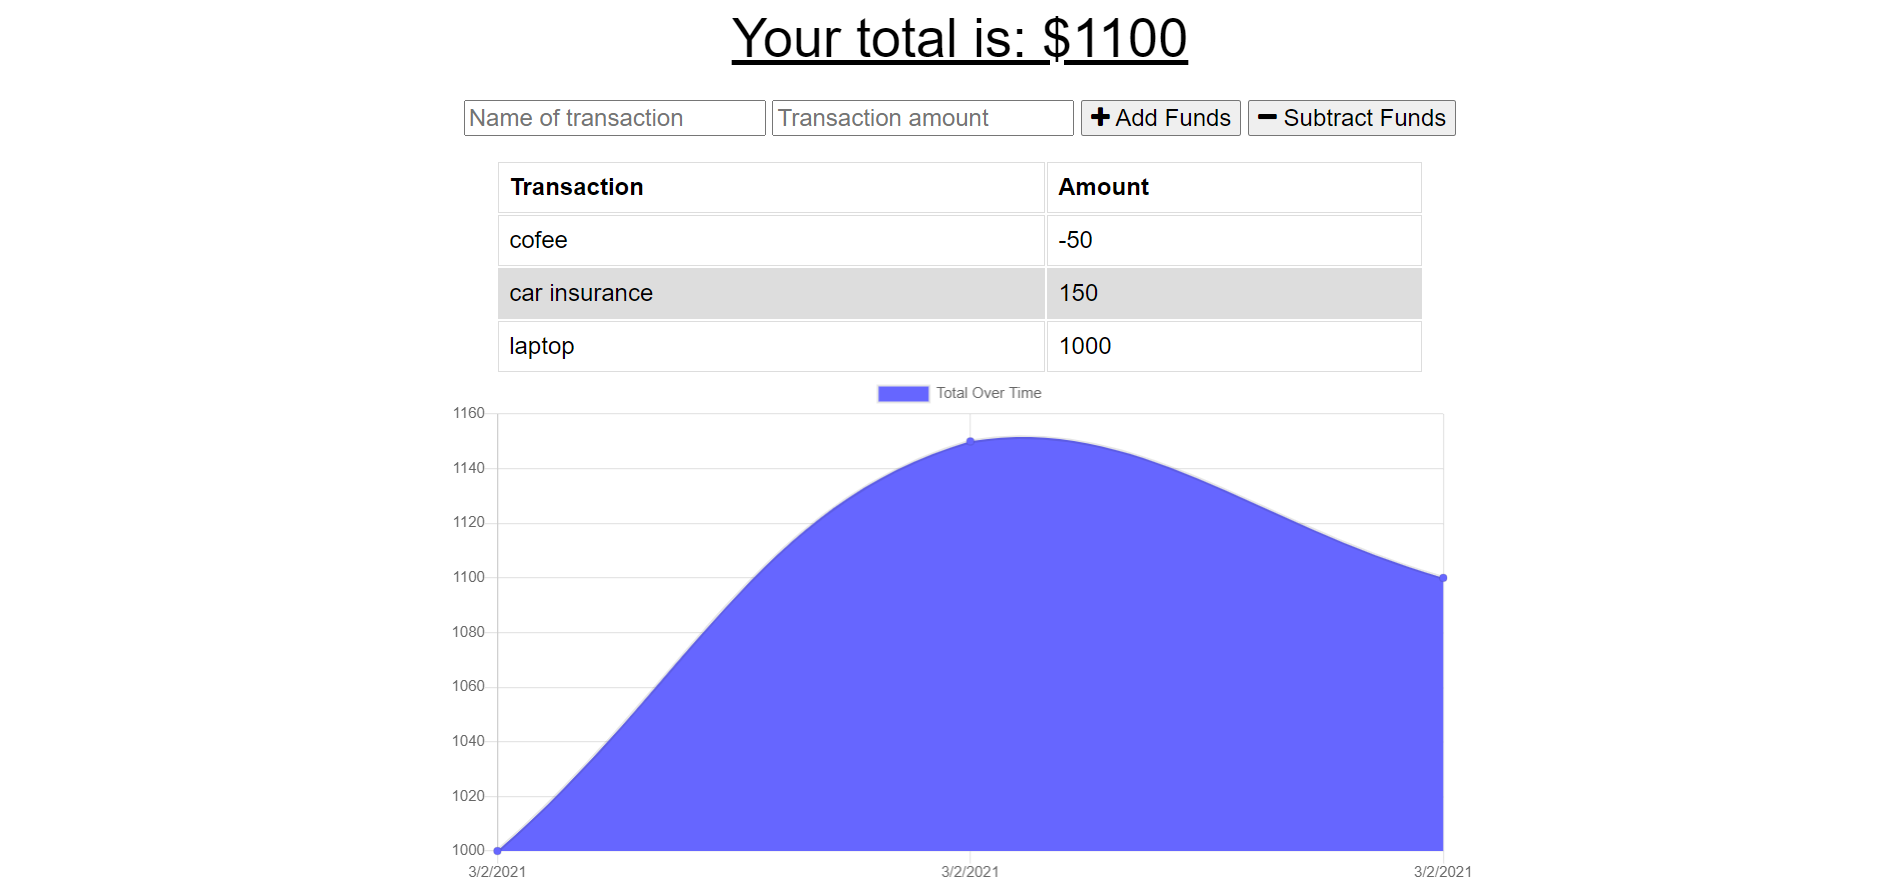 Your total is: $1100
Name of transaction Transaction amount Add Funds Subtract Funds
Transaction Amount
cofee -50
car insurance 150
laptop 1000
Total Over Time
1160
1140
1120
1100
1080
1060
1040
1020
1000
3/2/2021 3/2/2021 3/2/2021